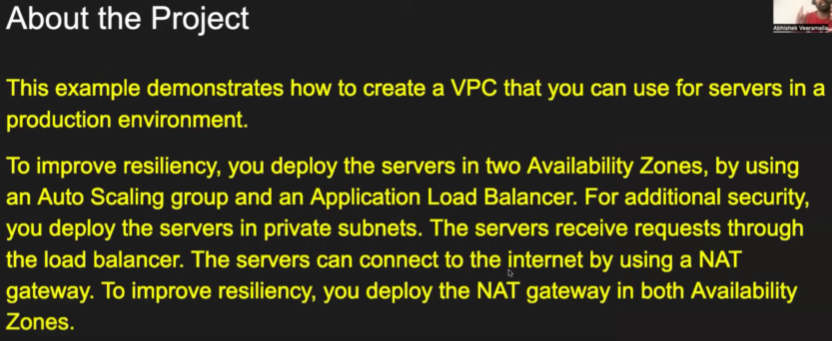 About the Project
Abhishek Veeramalla
This example demonstrates how to create a VPC that you can use for servers in a
production environment.
To improve resiliency, you deploy the servers in two Availability Zones, by using
an Auto Scaling group and an Application Load Balancer. For additional security,
you deploy the servers in private subnets. The servers receive requests through
the load balancer. The servers can connect to the internet by using a NAT
gateway. To improve resiliency, you deploy the NAT gateway in both Availability
Zones.